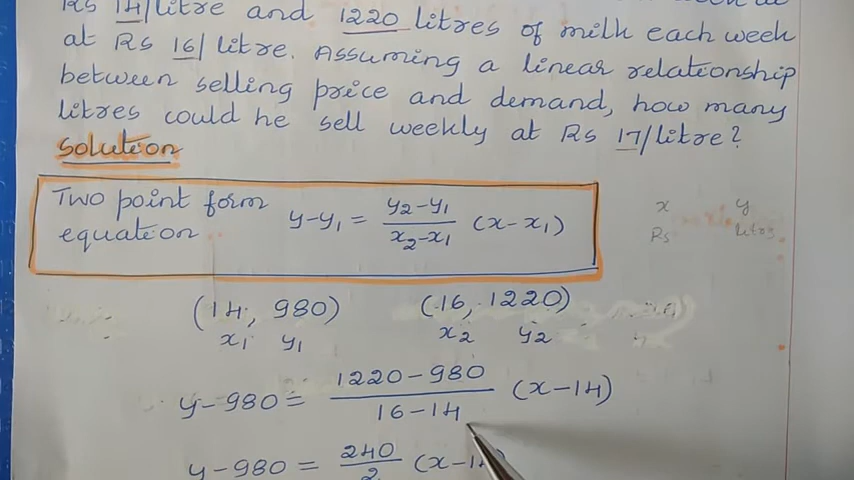 Rs 14/litre and 1220 litres of milk each week
at Rs 16/litre. Assuming a linear relationship
between selling price and demand, how many
litres could he sell weekly at Rs 17/litre?
Solution
Two point form equation y-y₁ = y₂-y₁/x₂-x₁ (x-x₁)
x y
Rs litres
(14, 980) (16, 1220)
x₁ y₁ x₂ y₂
y-980 = 1220-980/16-14 (x-14)
y-980 = 240/2 (x-14)